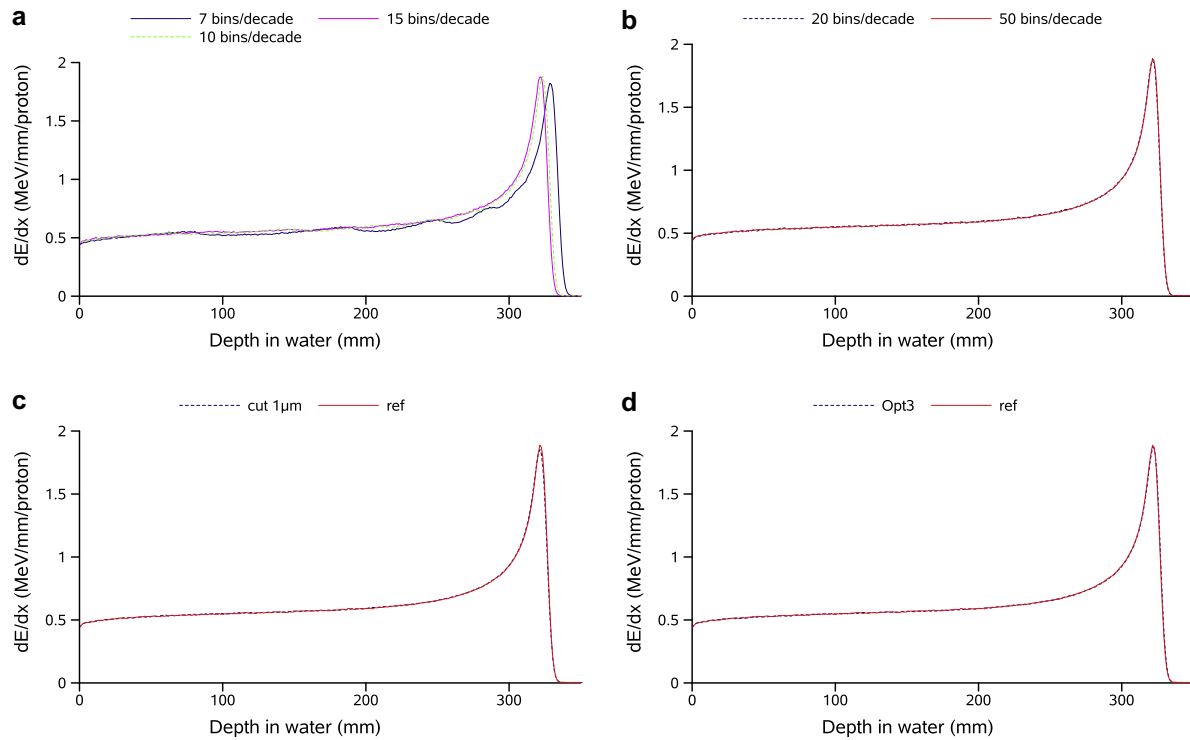 a
7 bins/decade
15 bins/decade
10 bins/decade
dE/dx (MeV/mm/proton)
2
1.5
1
0.5
0
0
100
200
300
Depth in water (mm)
b
20 bins/decade
50 bins/decade
dE/dx (MeV/mm/proton)
2
1.5
1
0.5
0
0
100
200
300
Depth in water (mm)
c
cut 1µm
ref
dE/dx (MeV/mm/proton)
2
1.5
1
0.5
0
0
100
200
300
Depth in water (mm)
d
Opt3
ref
dE/dx (MeV/mm/proton)
2
1.5
1
0.5
0
0
100
200
300
Depth in water (mm)